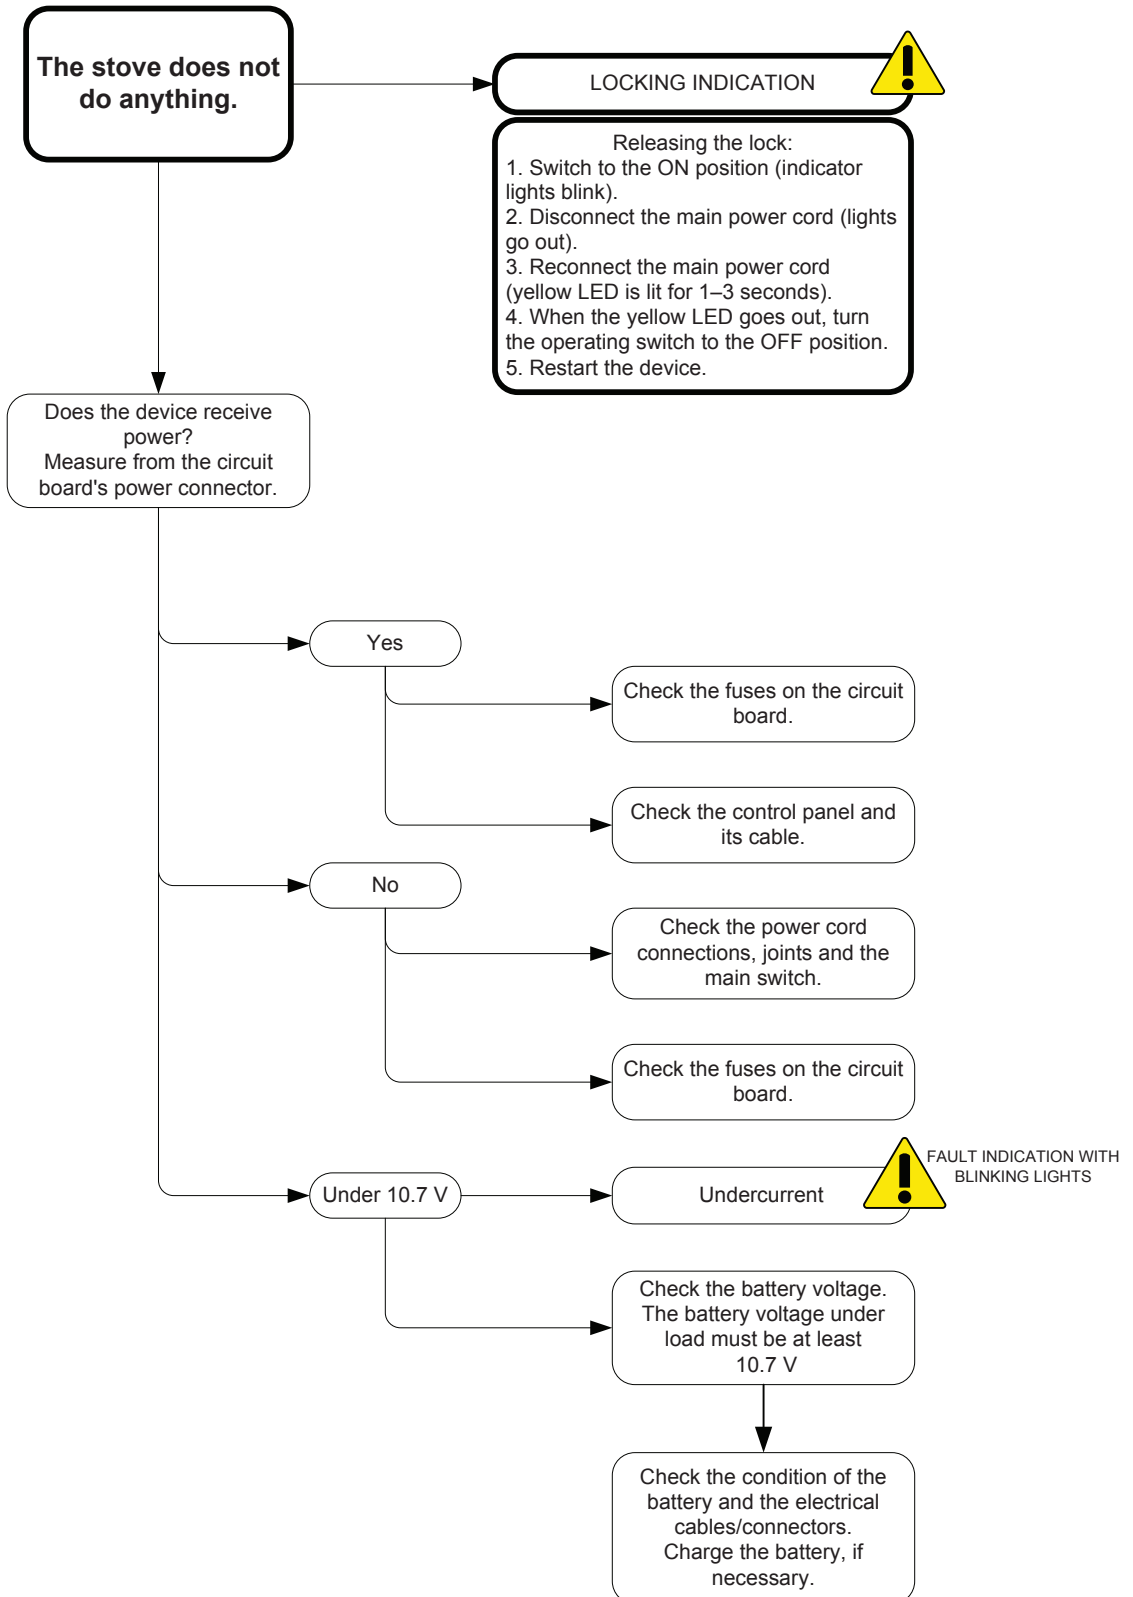 The stove does not
do anything.
LOCKING INDICATION
Releasing the lock:
1. Switch to the ON position (indicator
lights blink).
2. Disconnect the main power cord (lights
go out).
3. Reconnect the main power cord
(yellow LED is lit for 1–3 seconds).
4. When the yellow LED goes out, turn
the operating switch to the OFF position.
5. Restart the device.
Does the device receive
power?
Measure from the circuit
board's power connector.
Yes
Check the fuses on the circuit
board.
Check the control panel and
its cable.
No
Check the power cord
connections, joints and the
main switch.
Check the fuses on the circuit
board.
Under 10.7 V
Undercurrent
FAULT INDICATION WITH
BLINKING LIGHTS
Check the battery voltage.
The battery voltage under
load must be at least
10.7 V
Check the condition of the
battery and the electrical
cables/connectors.
Charge the battery, if
necessary.